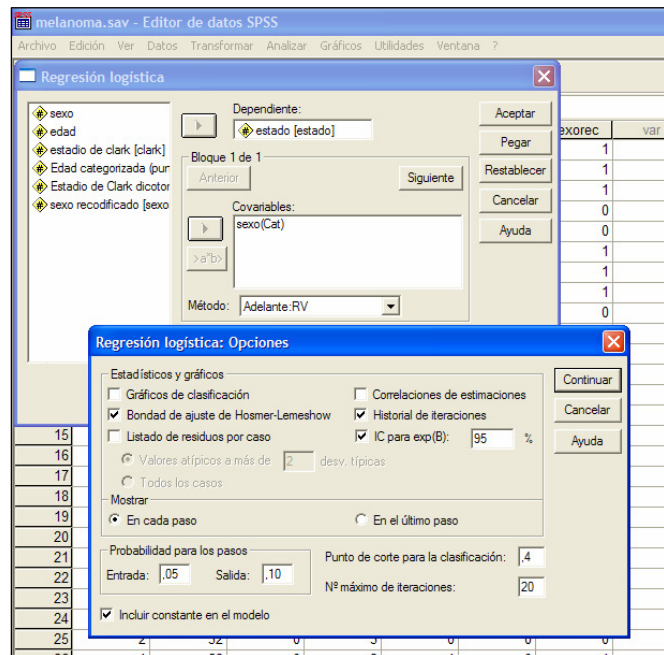 melanoma.sav - Editor de datos SPSS
Archivo Edición Ver Datos Transformar Analizar Gráficos Utilidades Ventana ?
Regresión logística
sexo
edad
estadio de clark [clark]
Edad categorizada (pun
Estadio de Clark dicotor
sexo recodificado [sexo
Dependiente:
estado [estado]
Bloque 1 de 1
Anterior
Siguiente
Covariables:
sexo(Cat)
>a*b>
Método: Adelante:RV
Aceptar
Pegar
Restablecer
Cancelar
Ayuda
exorec var
1
1
1
0
0
1
1
1
0
Regresión logística: Opciones
Estadísticos y gráficos
Gráficos de clasificación
Correlaciones de estimaciones
Bondad de ajuste de Hosmer-Lemeshow
Historial de iteraciones
Listado de residuos por caso
IC para exp(B): 95 %
Valores atípicos a más de 2 desv. típicas
Todos los casos
Mostrar
En cada paso
En el último paso
Probabilidad para los pasos
Entrada: ,05 Salida: ,10
Punto de corte para la clasificación: ,4
Nº máximo de iteraciones: 20
Incluir constante en el modelo
Continuar
Cancelar
Ayuda
15
16
17
18
19
20
21
22
23
24
25